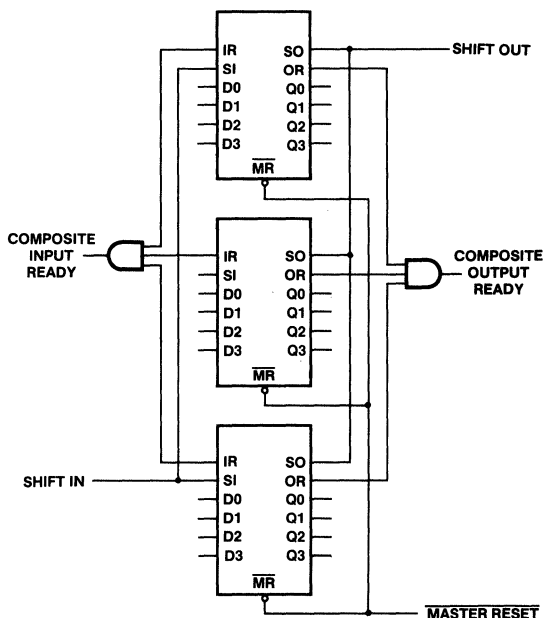 IR SO SHIFT OUT
SI OR
D0 Q0
D1 Q1
D2 Q2
D3 Q3
MR
COMPOSITE
INPUT
READY
IR SO
SI OR
D0 Q0
D1 Q1
D2 Q2
D3 Q3
MR
COMPOSITE
OUTPUT
READY
IR SO
SHIFT IN SI OR
D0 Q0
D1 Q1
D2 Q2
D3 Q3
MR
MASTER RESET